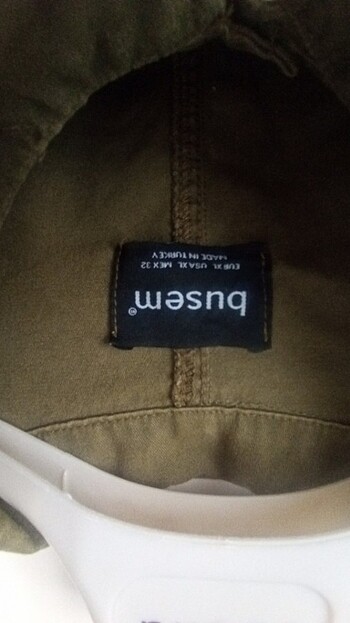 busem®
EUR XL USA XL MEX 32
MADE IN TURKEY